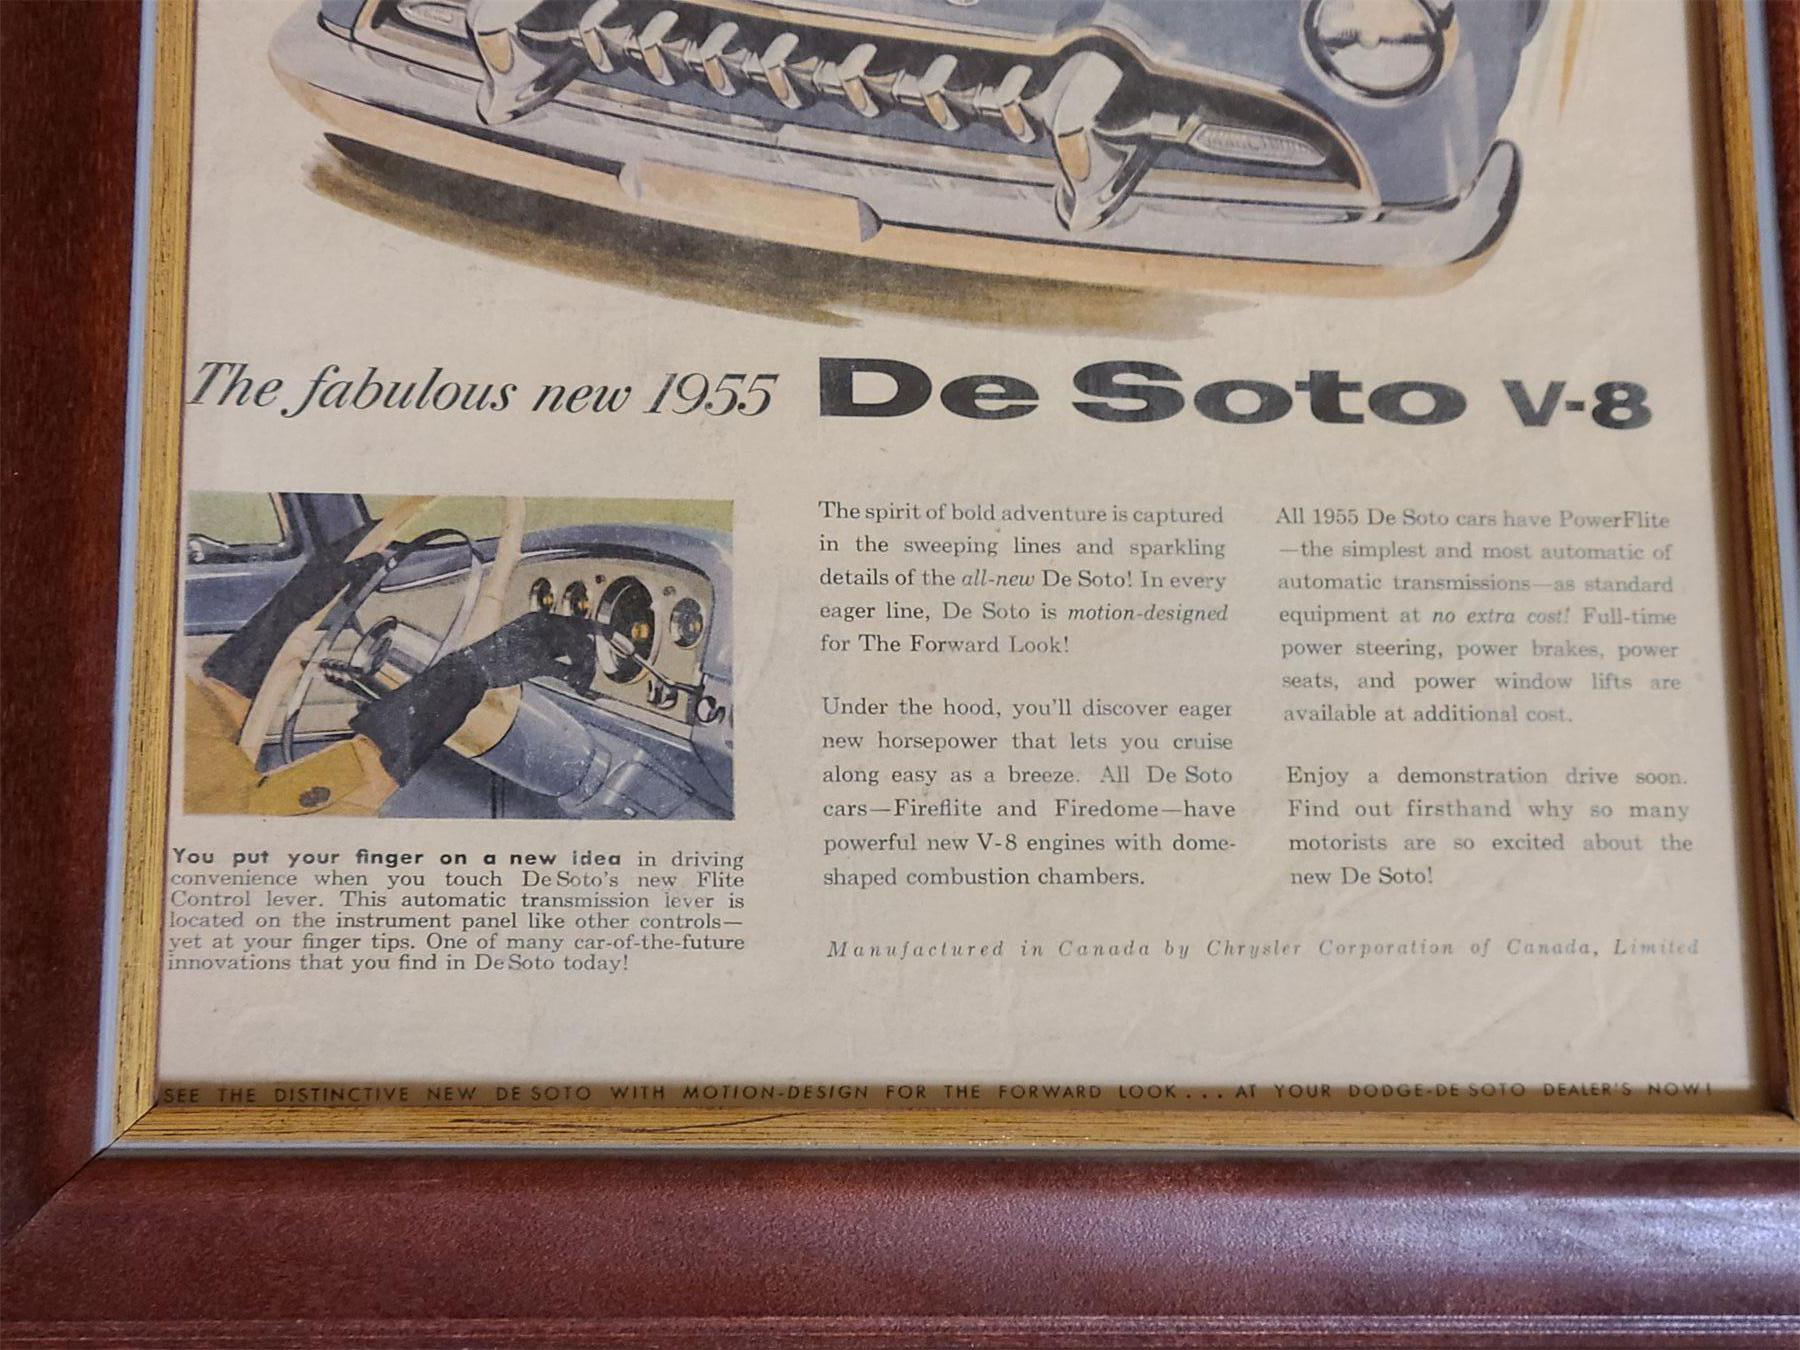 The fabulous new 1955 De Soto V-8
You put your finger on a new idea in driving
convenience when you touch De Soto's new Flite
Control lever. This automatic transmission lever is
located on the instrument panel like other controls—
yet at your finger tips. One of many car-of-the-future
innovations that you find in De Soto today!
The spirit of bold adventure is captured
in the sweeping lines and sparkling
details of the all-new De Soto! In every
eager line, De Soto is motion-designed
for The Forward Look!
Under the hood, you'll discover eager
new horsepower that lets you cruise
along easy as a breeze. All De Soto
cars—Fireflite and Firedome—have
powerful new V-8 engines with dome-
shaped combustion chambers.
All 1955 De Soto cars have PowerFlite
—the simplest and most automatic of
automatic transmissions—as standard
equipment at no extra cost! Full-time
power steering, power brakes, power
seats, and power window lifts are
available at additional cost.
Enjoy a demonstration drive soon.
Find out firsthand why so many
motorists are so excited about the
new De Soto!
Manufactured in Canada by Chrysler Corporation of Canada, Limited
SEE THE DISTINCTIVE NEW DE SOTO WITH MOTION-DESIGN FOR THE FORWARD LOOK... AT YOUR DODGE-DE SOTO DEALER'S NOW!